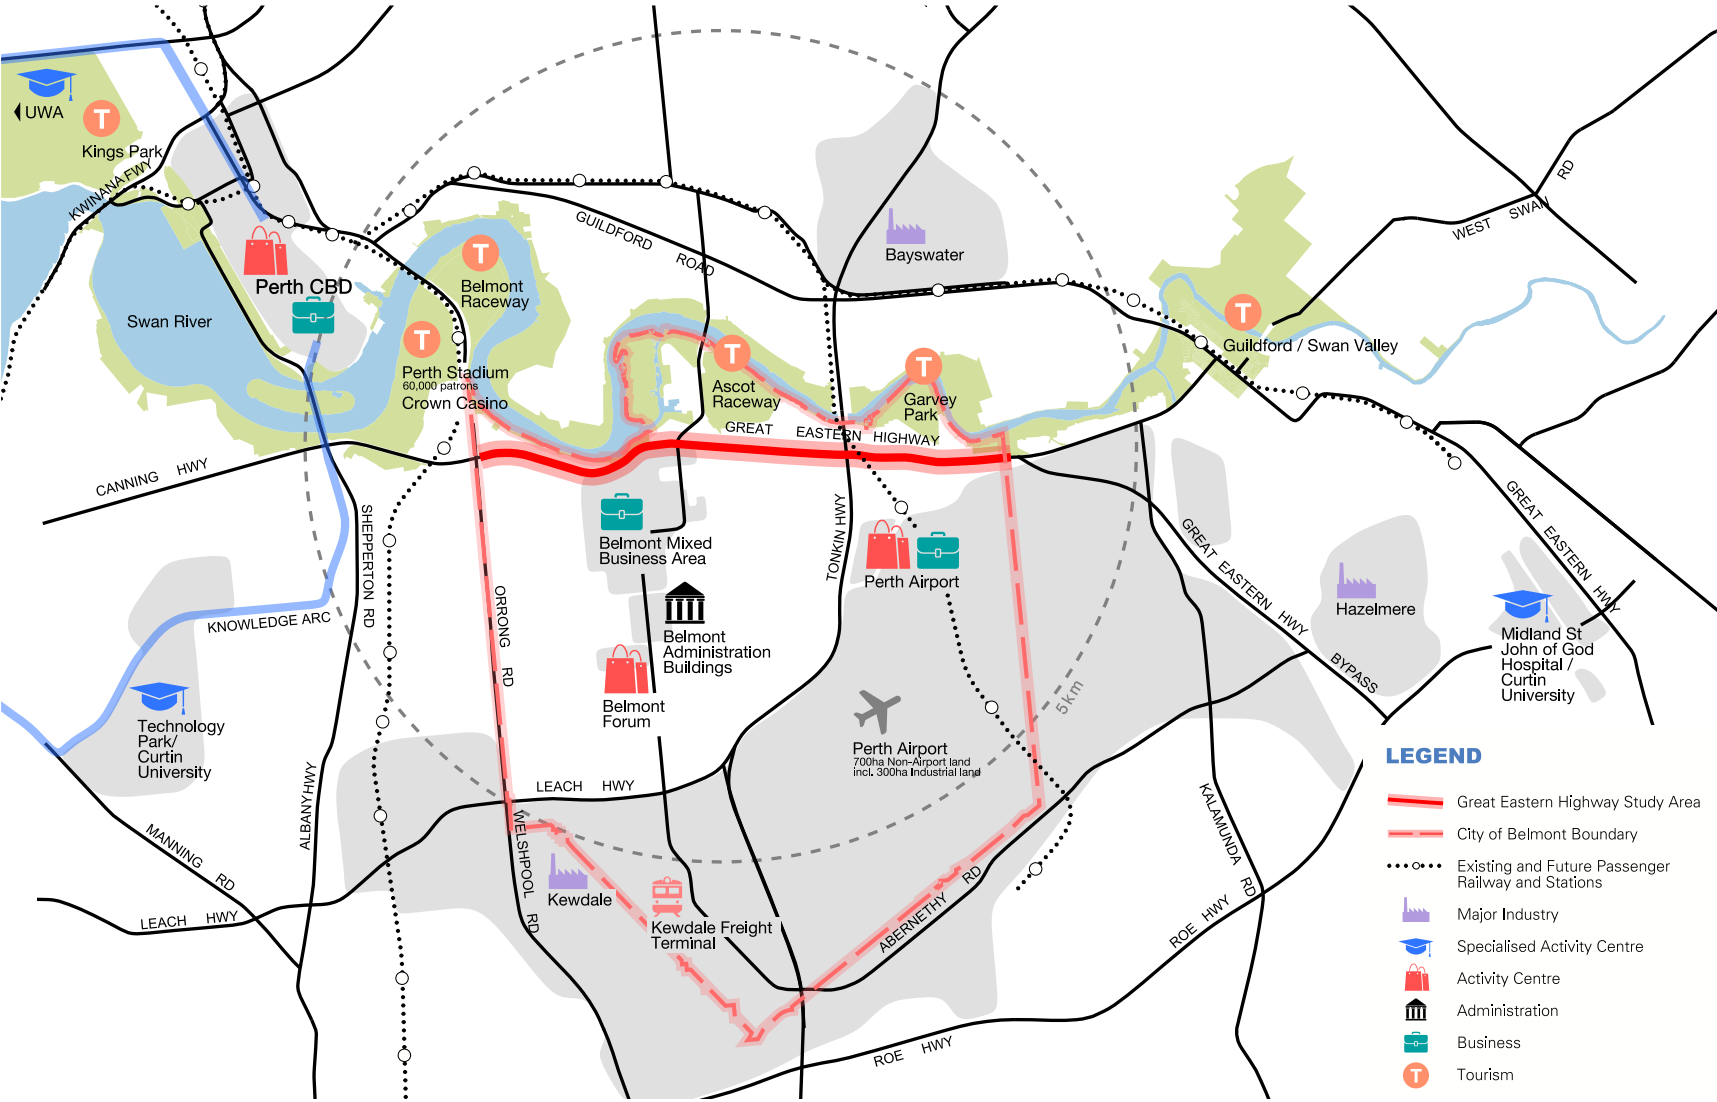 UWA
T
Kings Park
KWINANA FWY
Perth CBD
Swan River
T
Belmont
Raceway
T
Perth Stadium
60,000 patrons
Crown Casino
GUILDFORD ROAD
Bayswater
T
Ascot
Raceway
T
Garvey
Park
T
Guildford / Swan Valley
WEST SWAN RD
GREAT EASTERN HIGHWAY
CANNING HWY
SHEPPERTON RD
KNOWLEDGE ARC
Technology
Park/
Curtin
University
ORRONG RD
Belmont Mixed
Business Area
Belmont
Administration
Buildings
Belmont
Forum
TONKIN HWY
Perth Airport
Perth Airport
700ha Non-Airport land
incl. 300ha Industrial land
5km
GREAT EASTERN HWY BYPASS
Hazelmere
GREAT EASTERN HWY
Midland St
John of God
Hospital /
Curtin
University
LEACH HWY
WELSHPOOL RD
ALBANY HWY
MANNING RD
LEACH HWY
Kewdale
Kewdale Freight
Terminal
ABERNETHY RD
KALAMUNDA RD
ROE HWY
ROE HWY
LEGEND
Great Eastern Highway Study Area
City of Belmont Boundary
Existing and Future Passenger
Railway and Stations
Major Industry
Specialised Activity Centre
Activity Centre
Administration
Business
T
Tourism